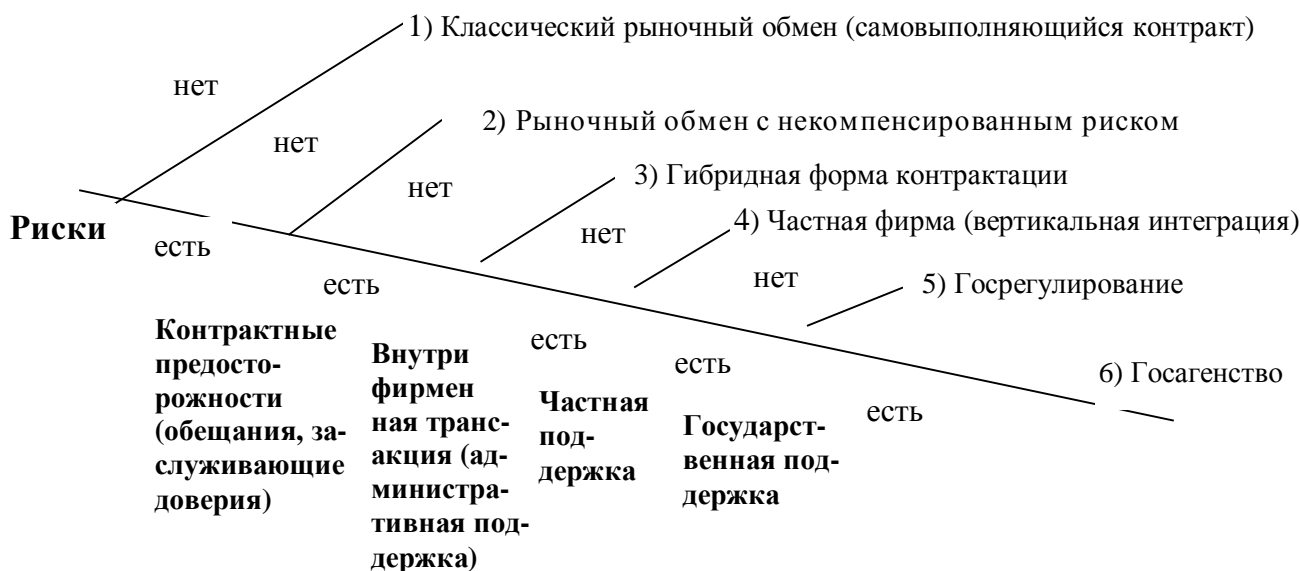 1) Классический рыночный обмен (самовыполняющийся контракт)
нет
2) Рыночный обмен с некомпенсированным риском
нет
3) Гибридная форма контрактации
нет
4) Частная фирма (вертикальная интеграция)
нет
5) Госрегулирование
нет
6) Госагенство
Риски
есть
есть
есть
есть
есть
Контрактные
предосто-
рожности
(обещания, за-
служивающие
доверия)
Внутри
фирмен
ная транс-
акция (ад-
министра-
тивная под-
держка)
Частная
под-
держка
Государст-
венная под-
держка